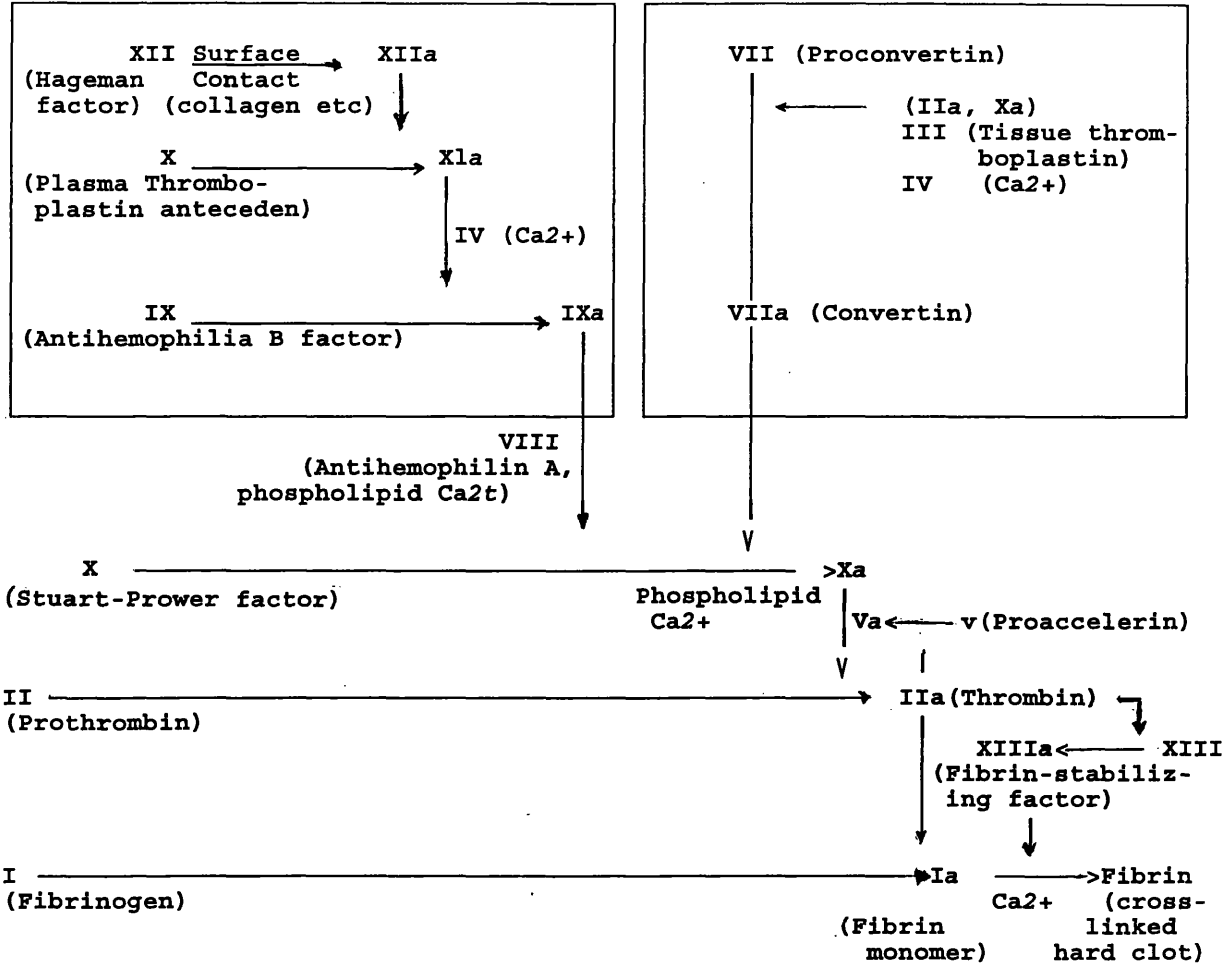 XII Surface XIIa
(Hageman Contact
factor) (collagen etc)
X Xla
(Plasma Thrombo-
plastin anteceden)
IV (Ca2+)
IX IXa
(Antihemophilia B factor)
VII (Proconvertin)
(IIa, Xa)
III (Tissue throm-
boplastin)
IV (Ca2+)
VIIa (Convertin)
VIII
(Antihemophilin A,
phospholipid Ca2t)
X >Xa
(Stuart-Prower factor)
Phospholipid
Ca2+
Va v(Proaccelerin)
II IIa(Thrombin)
(Prothrombin)
XIIIa XIII
(Fibrin-stabiliz-
ing factor)
I Ia >Fibrin
(Fibrinogen) Ca2+ (cross-
(Fibrin linked
monomer) hard clot)